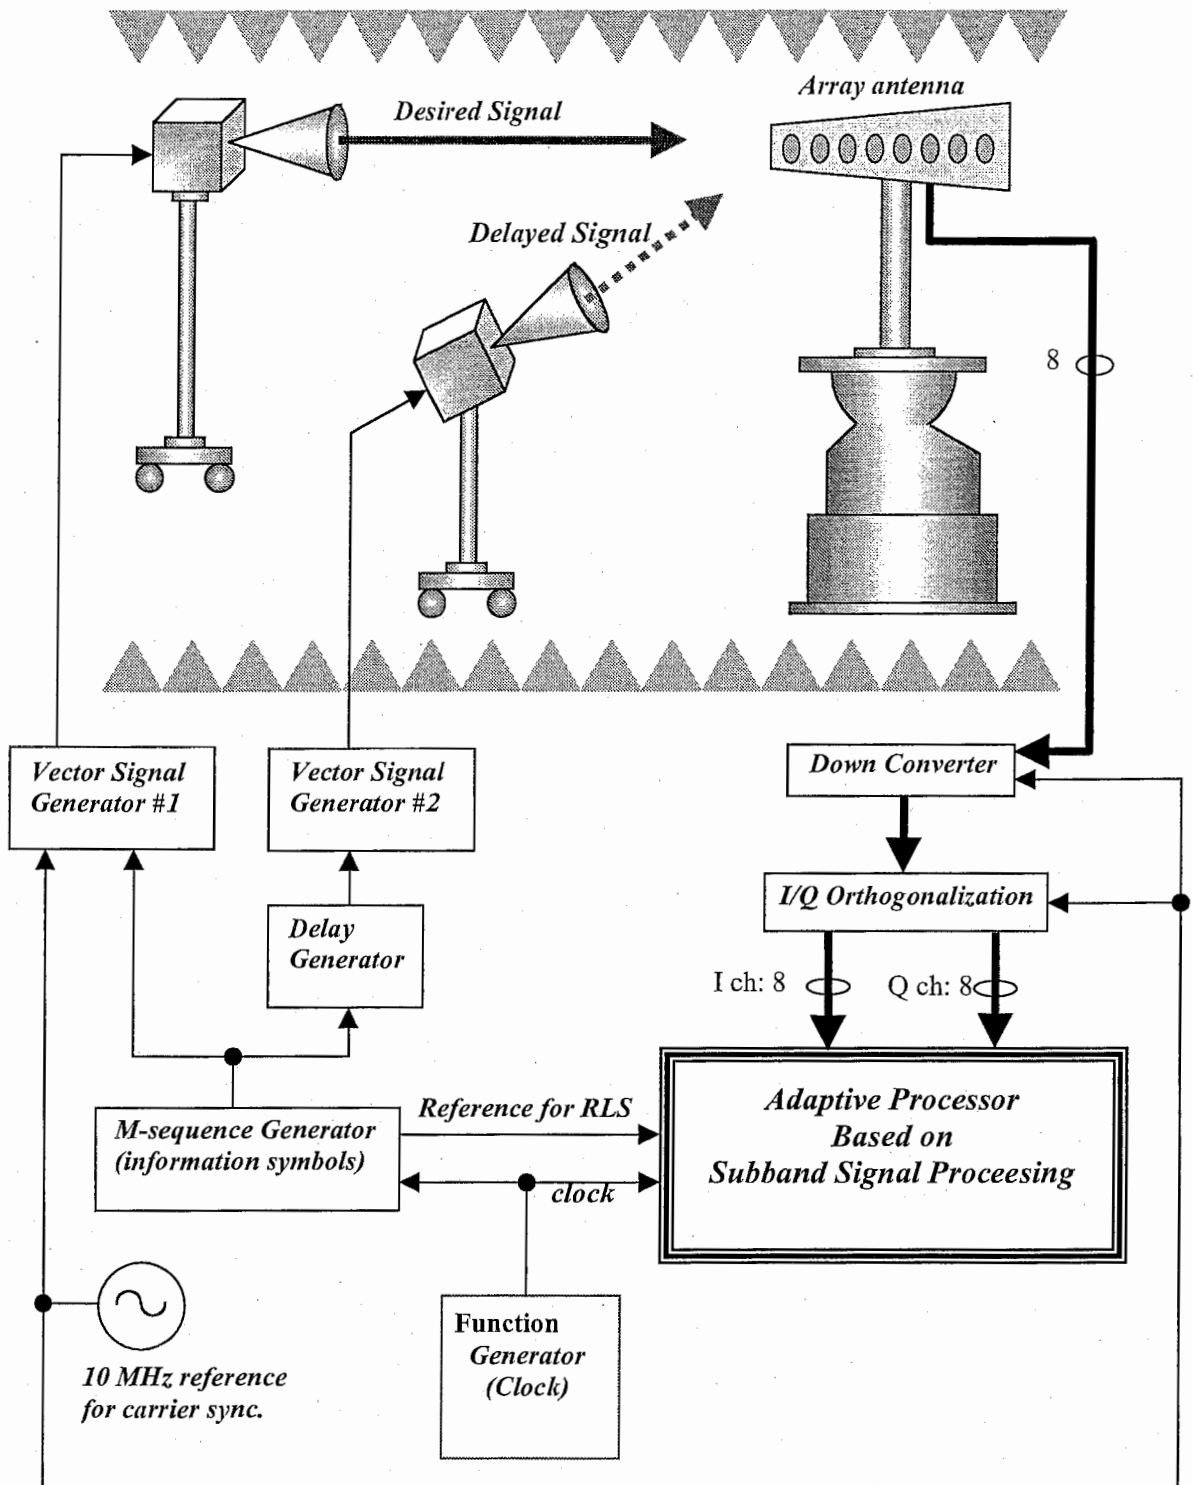 Array antenna
Desired Signal
Delayed Signal
8
Vector Signal
Generator #1
Vector Signal
Generator #2
Down Converter
I/Q Orthogonalization
Delay
Generator
I ch: 8
Q ch: 8
M-sequence Generator
(information symbols)
Reference for RLS
clock
Adaptive Processor
Based on
Subband Signal Proceesing
Function
Generator
(Clock)
10 MHz reference
for carrier sync.